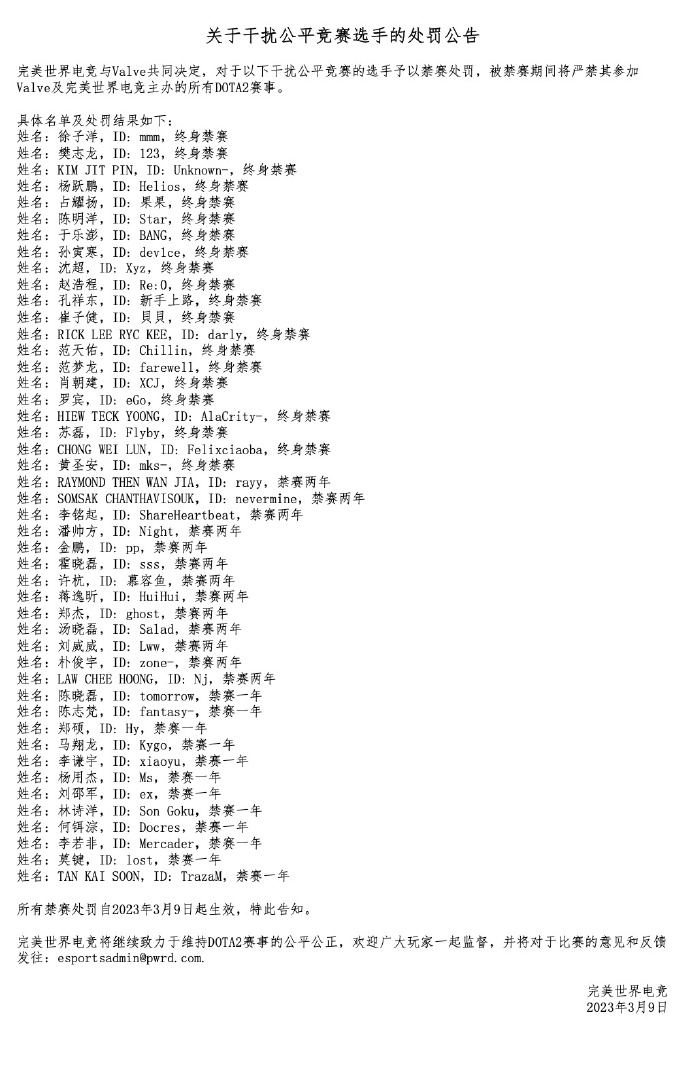 关于干扰公平竞赛选手的处罚公告
完美世界电竞与Valve共同决定，对于以下干扰公平竞赛的选手予以禁赛处罚，被禁赛期间将严禁其参加
Valve及完美世界电竞主办的所有DOTA2赛事。
具体名单及处罚结果如下：
姓名：徐子洋，ID：mmm，终身禁赛
姓名：樊志龙，ID：123，终身禁赛
姓名：KIM JIT PIN，ID：Unknown-，终身禁赛
姓名：杨跃鹏，ID：Helios，终身禁赛
姓名：占耀扬，ID：果果，终身禁赛
姓名：陈明洋，ID：Star，终身禁赛
姓名：于乐澎，ID：BANG，终身禁赛
姓名：孙寅寒，ID：dev1ce，终身禁赛
姓名：沈超，ID：Xyz，终身禁赛
姓名：赵浩程，ID：Re:0，终身禁赛
姓名：孔祥东，ID：新手上路，终身禁赛
姓名：崔子健，ID：貝貝，终身禁赛
姓名：RICK LEE RYC KEE，ID：darly，终身禁赛
姓名：范天佑，ID：Chillin，终身禁赛
姓名：范梦龙，ID：farewell，终身禁赛
姓名：肖朝建，ID：XCJ，终身禁赛
姓名：罗宾，ID：eGo，终身禁赛
姓名：HIEW TECK YOONG，ID：AlaCrity-，终身禁赛
姓名：苏磊，ID：Flyby，终身禁赛
姓名：CHONG WEI LUN，ID：Felixciaoba，终身禁赛
姓名：黄圣安，ID：mks-，终身禁赛
姓名：RAYMOND THEN WAN JIA，ID：rayy，禁赛两年
姓名：SOMSAK CHANTHAVISOUK，ID：nevermine，禁赛两年
姓名：李铭起，ID：ShareHeartbeat，禁赛两年
姓名：潘帅方，ID：Night，禁赛两年
姓名：金鹏，ID：pp，禁赛两年
姓名：霍晓磊，ID：sss，禁赛两年
姓名：许杭，ID：慕容鱼，禁赛两年
姓名：蒋逸昕，ID：HuiHui，禁赛两年
姓名：郑杰，ID：ghost，禁赛两年
姓名：汤晓磊，ID：Salad，禁赛两年
姓名：刘威威，ID：Lww，禁赛两年
姓名：朴俊宇，ID：zone-，禁赛两年
姓名：LAW CHEE HOONG，ID：Nj，禁赛两年
姓名：陈晓磊，ID：tomorrow，禁赛一年
姓名：陈志梵，ID：fantasy-，禁赛一年
姓名：郑硕，ID：Hy，禁赛一年
姓名：马翔龙，ID：Kygo，禁赛一年
姓名：李谦宇，ID：xiaoyu，禁赛一年
姓名：杨用杰，ID：Ms，禁赛一年
姓名：刘邵军，ID：ex，禁赛一年
姓名：林诗洋，ID：Son Goku，禁赛一年
姓名：何铒淙，ID：Docres，禁赛一年
姓名：李若非，ID：Mercader，禁赛一年
姓名：莫键，ID：lost，禁赛一年
姓名：TAN KAI SOON，ID：TrazaM，禁赛一年
所有禁赛处罚自2023年3月9日起生效，特此告知。
完美世界电竞将继续致力于维持DOTA2赛事的公平公正，欢迎广大玩家一起监督，并将对于比赛的意见和反馈
发往：esportsadmin@pwrd.com.
完美世界电竞
2023年3月9日